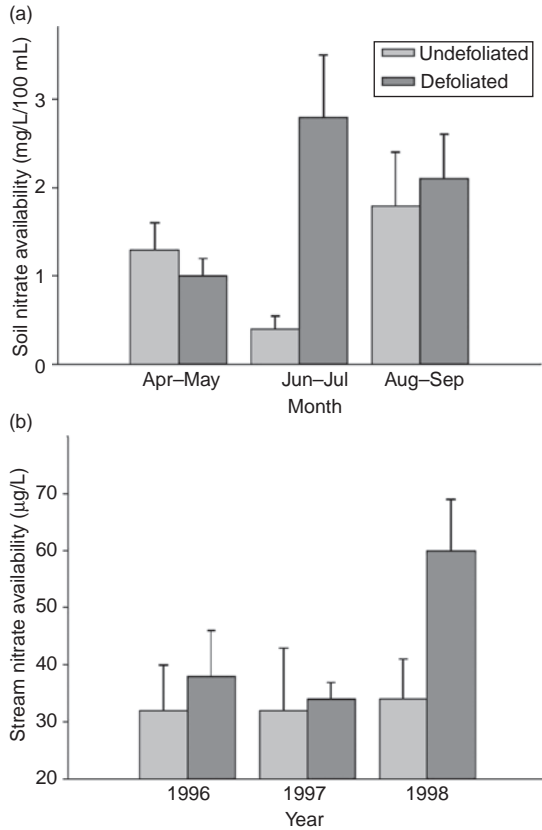 (a)
Soil nitrate availability (mg/L/100 mL)
3
2
1
0
Undefoliated
Defoliated
Apr–May
Jun–Jul
Aug–Sep
Month
(b)
Stream nitrate availability (μg/L)
70
60
50
40
30
20
1996
1997
1998
Year